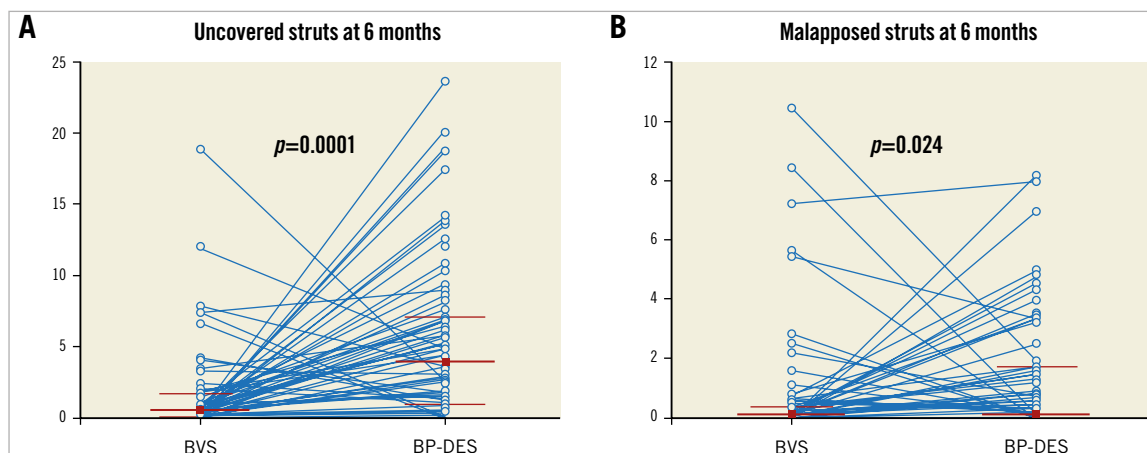 A
Uncovered struts at 6 months
25
20
15
10
5
0
p=0.0001
BVS
BP-DES
B
Malapposed struts at 6 months
12
10
8
6
4
2
0
p=0.024
BVS
BP-DES